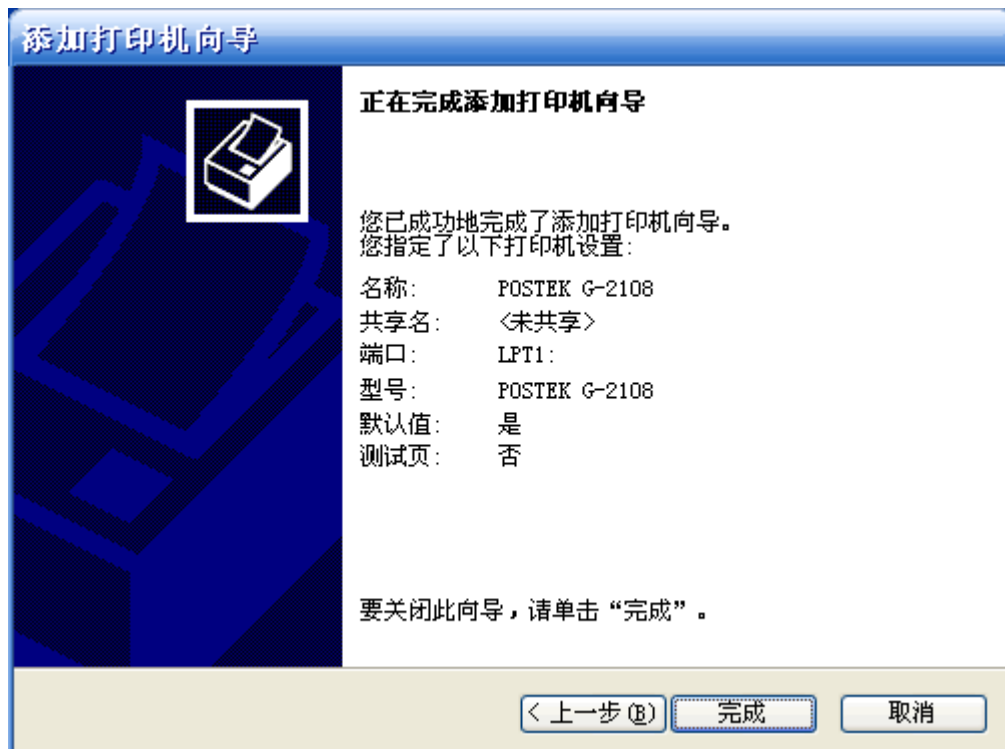 添加打印机向导
正在完成添加打印机向导
您已成功地完成了添加打印机向导。
您指定了以下打印机设置:
名称: POSTEK G-2108
共享名: <未共享>
端口: LPT1:
型号: POSTEK G-2108
默认值: 是
测试页: 否
要关闭此向导，请单击“完成”。
< 上一步(B) 完成 取消